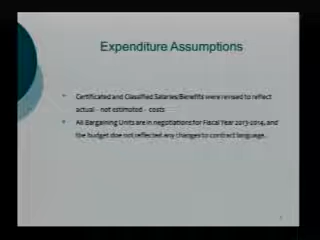 Expenditure Assumptions
Certificated and Classified Salaries/Benefits were revised to reflect
actual - not estimated - costs
All Bargaining Units are in negotiations for Fiscal Year 2013-2014, and
the budget doe not reflected any changes to contract language.